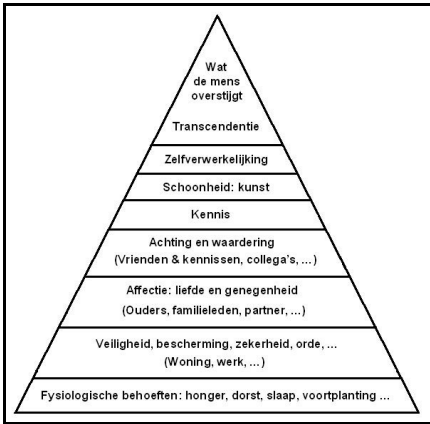 Wat
de mens
overstijgt
Transcendentie
Zelfverwerkelijking
Schoonheid: kunst
Kennis
Achting en waardering
(Vrienden & kennissen, collega's, ...)
Affectie: liefde en genegenheid
(Ouders, familieleden, partner, ...)
Veiligheid, bescherming, zekerheid, orde, ...
(Woning, werk, ...)
Fysiologische behoeften: honger, dorst, slaap, voortplanting ...